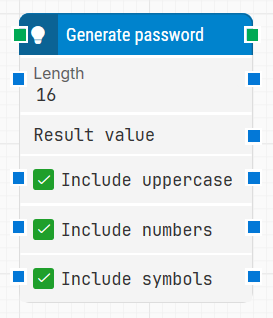 Generate password
Length
16
Result value
Include uppercase
Include numbers
Include symbols